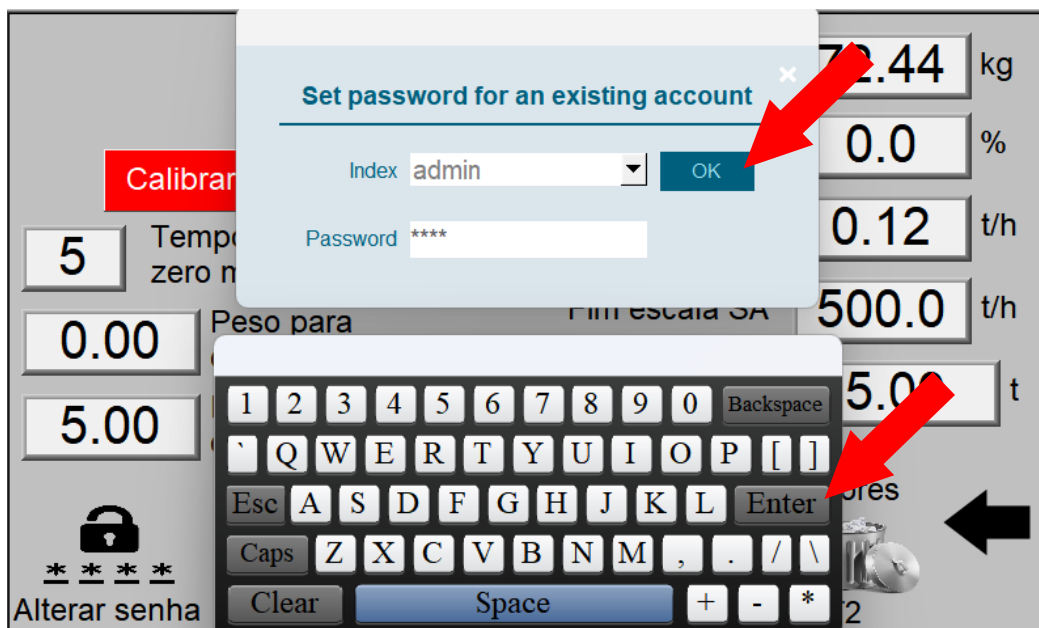 Set password for an existing account
×
Index admin OK
Password ****
72.44 kg
0.0 %
0.12 t/h
Fim escala SA 500.0 t/h
5.00 t
Calibrar
5
zero
0.00 Peso para
5.00
1 2 3 4 5 6 7 8 9 0 Backspace
` Q W E R T Y U I O P [ ]
Esc A S D F G H J K L Enter
Caps Z X C V B N M , . / \
Clear Space + - *
* * * *
Alterar senha